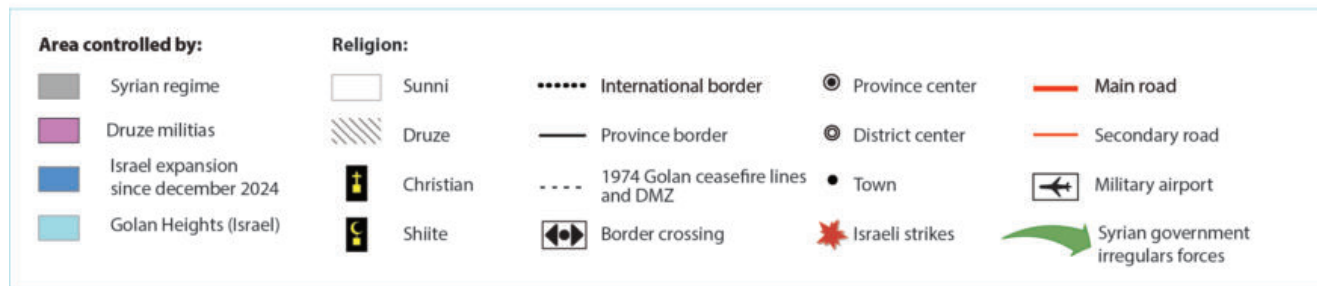 Area controlled by:
Syrian regime
Druze militias
Israel expansion
since december 2024
Golan Heights (Israel)
Religion:
Sunni
Druze
Christian
Shiite
International border
Province border
1974 Golan ceasefire lines
and DMZ
Border crossing
Province center
District center
Town
Israeli strikes
Main road
Secondary road
Military airport
Syrian government
irregulars forces